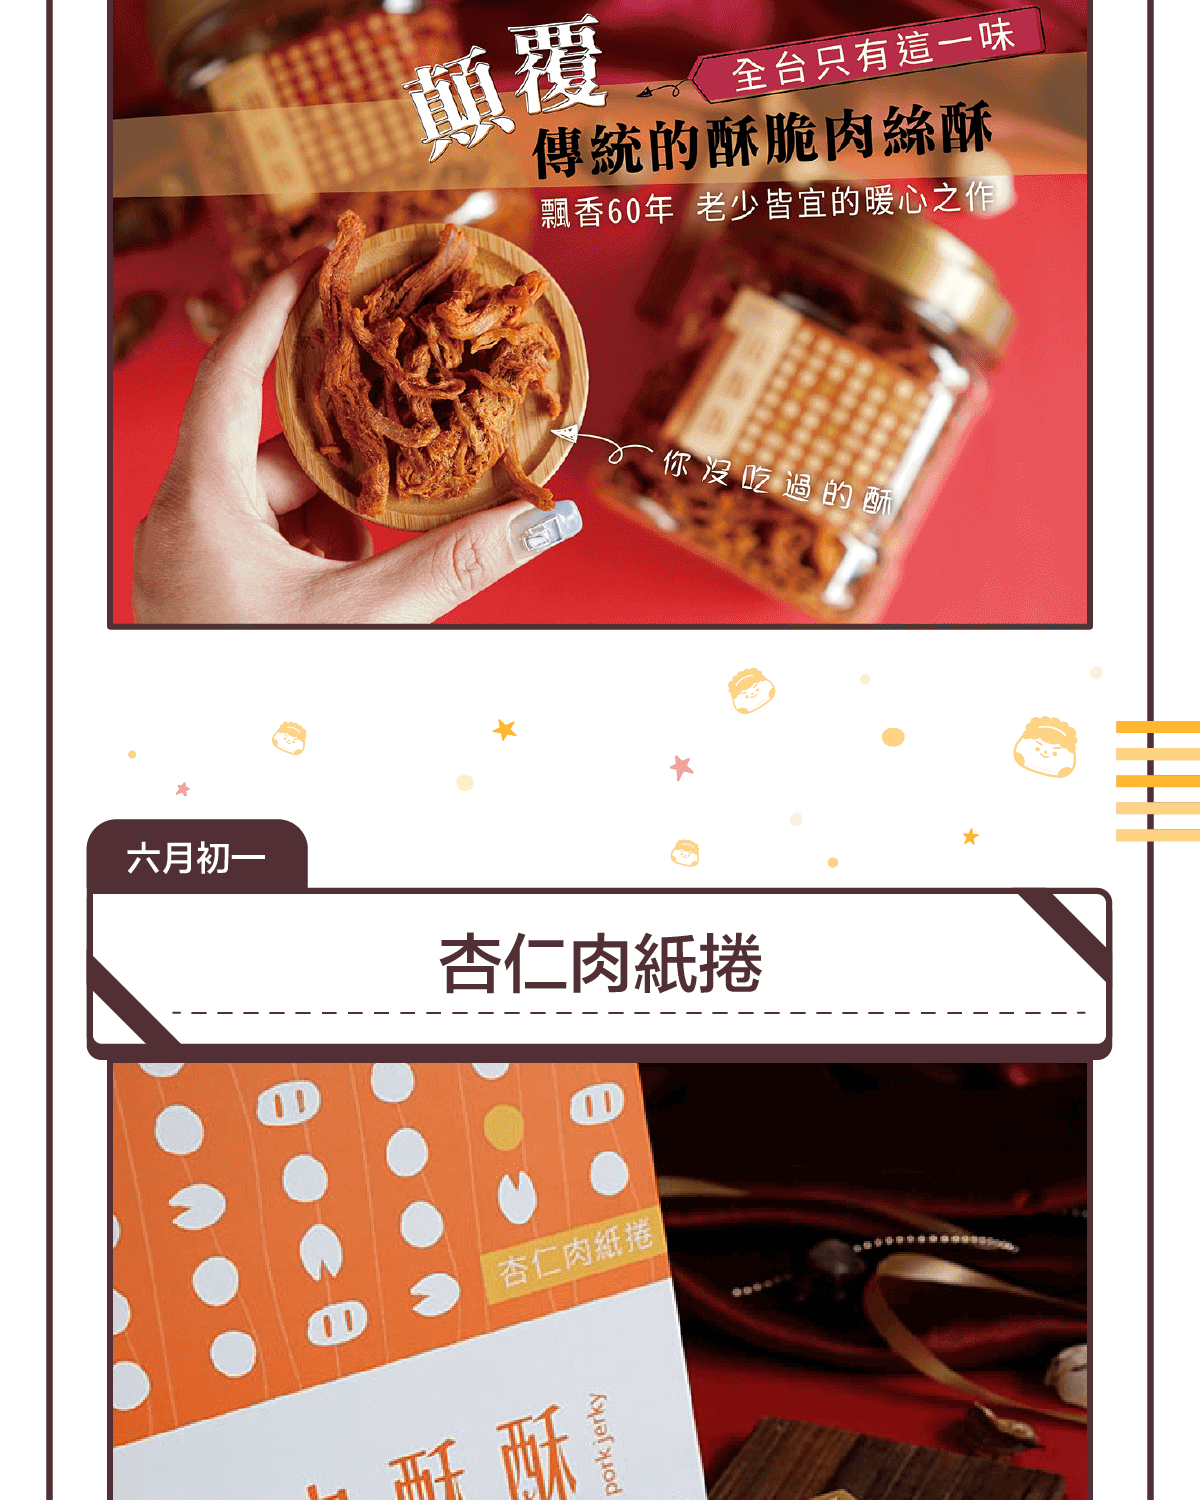 顛覆
全台只有這一味
傳統的酥脆肉絲酥
飄香60年 老少皆宜的暖心之作
你沒吃過的酥
六月初一
杏仁肉紙捲
杏仁肉紙捲
酥 酥
pork jerky